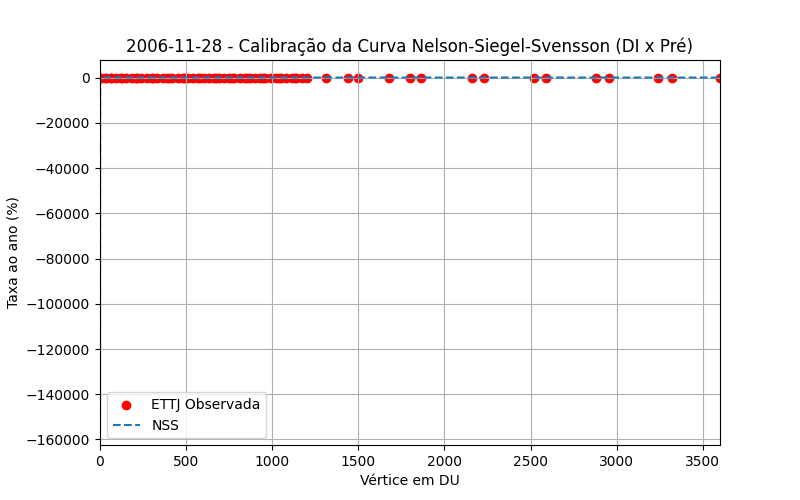 2006-11-28 - Calibração da Curva Nelson-Siegel-Svensson (DI x Pré)
Taxa ao ano (%)
0
−20000
−40000
−60000
−80000
−100000
−120000
−140000
−160000
ETTJ Observada
NSS
0 500 1000 1500 2000 2500 3000 3500
Vértice em DU